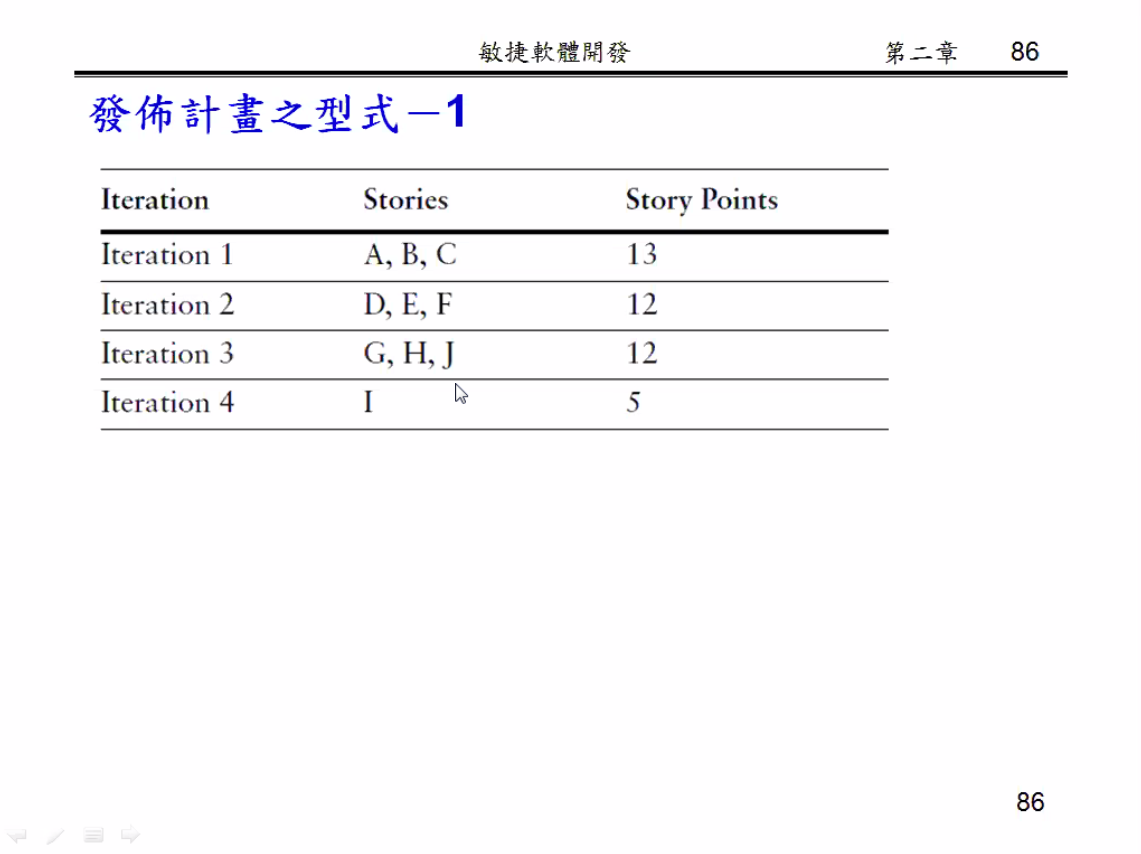 敏捷軟體開發 第二章 86
發佈計畫之型式－1
Iteration Stories Story Points
Iteration 1 A, B, C 13
Iteration 2 D, E, F 12
Iteration 3 G, H, J 12
Iteration 4 I 5
86